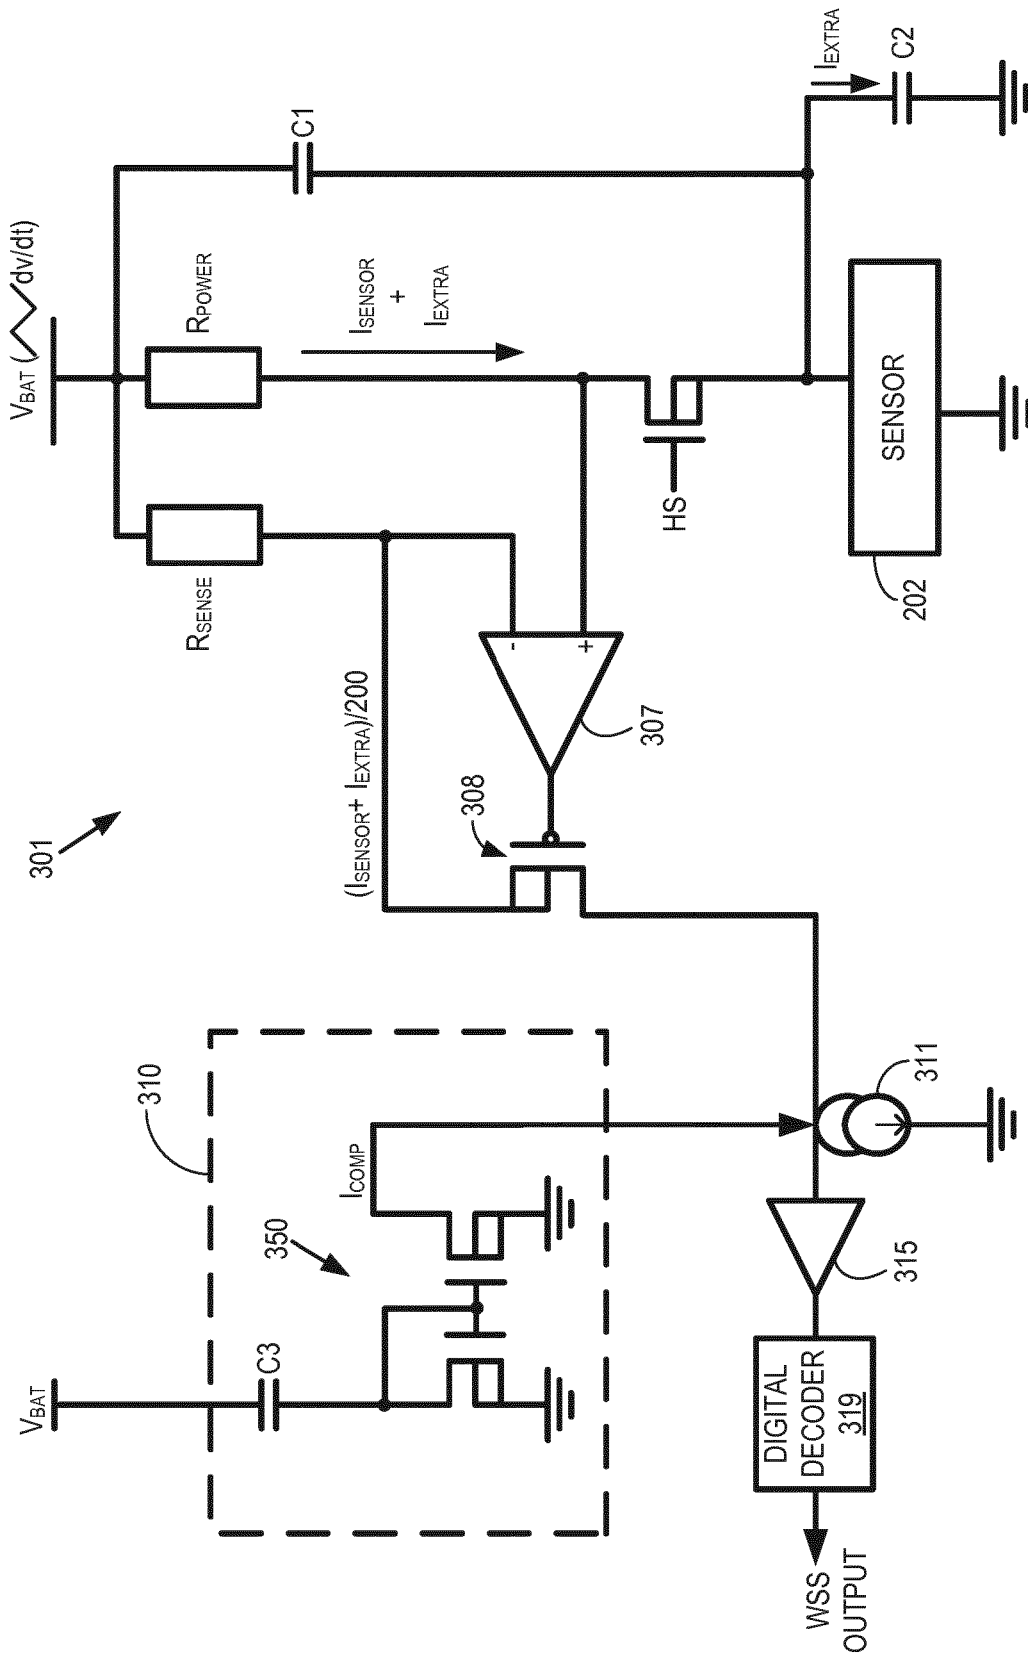 301
VBAT
310
C3
350
ICOMP
(ISENSOR+ IEXTRA)/200
308
RSENSE
VBAT ( dv/dt)
RPOWER
C1
ISENSOR
+
IEXTRA
-
+
307
HS
IEXTRA
C2
SENSOR
202
311
315
DIGITAL
DECODER
319
WSS
OUTPUT